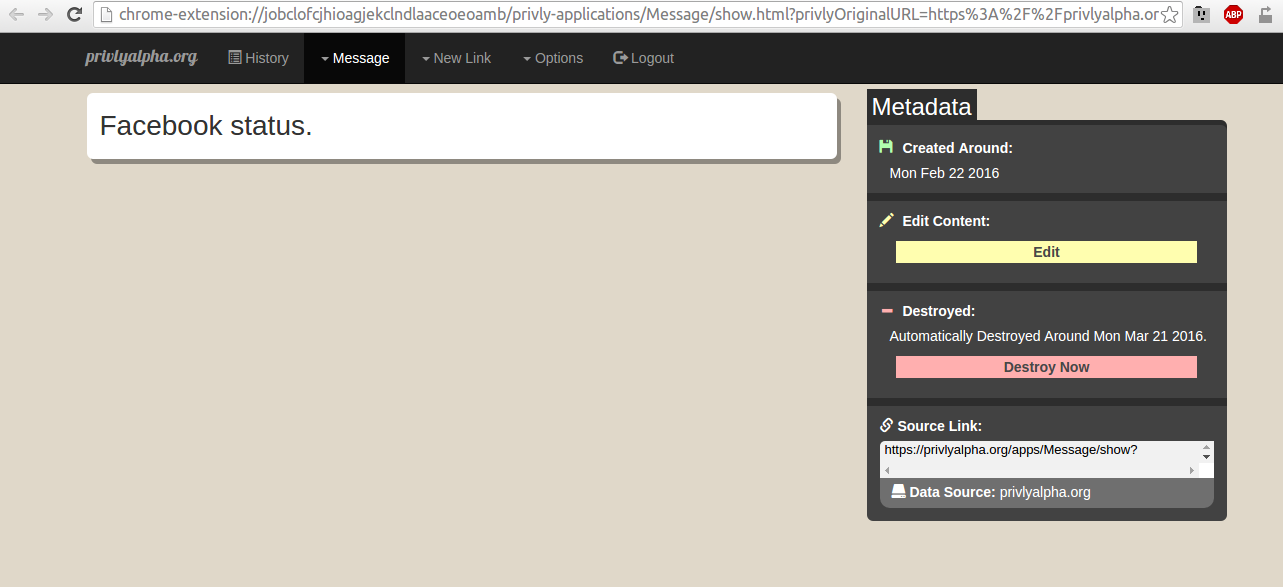 chrome-extension://jobclofcjhioagjekclndlaaceoeoamb/privly-applications/Message/show.html?privlyOriginalURL=https%3A%2F%2Fprivlyalpha.or
ABP
privlyalpha.org History Message New Link Options Logout
Facebook status.
Metadata
Created Around:
Mon Feb 22 2016
Edit Content:
Edit
Destroyed:
Automatically Destroyed Around Mon Mar 21 2016.
Destroy Now
Source Link:
https://privlyalpha.org/apps/Message/show?
Data Source: privlyalpha.org